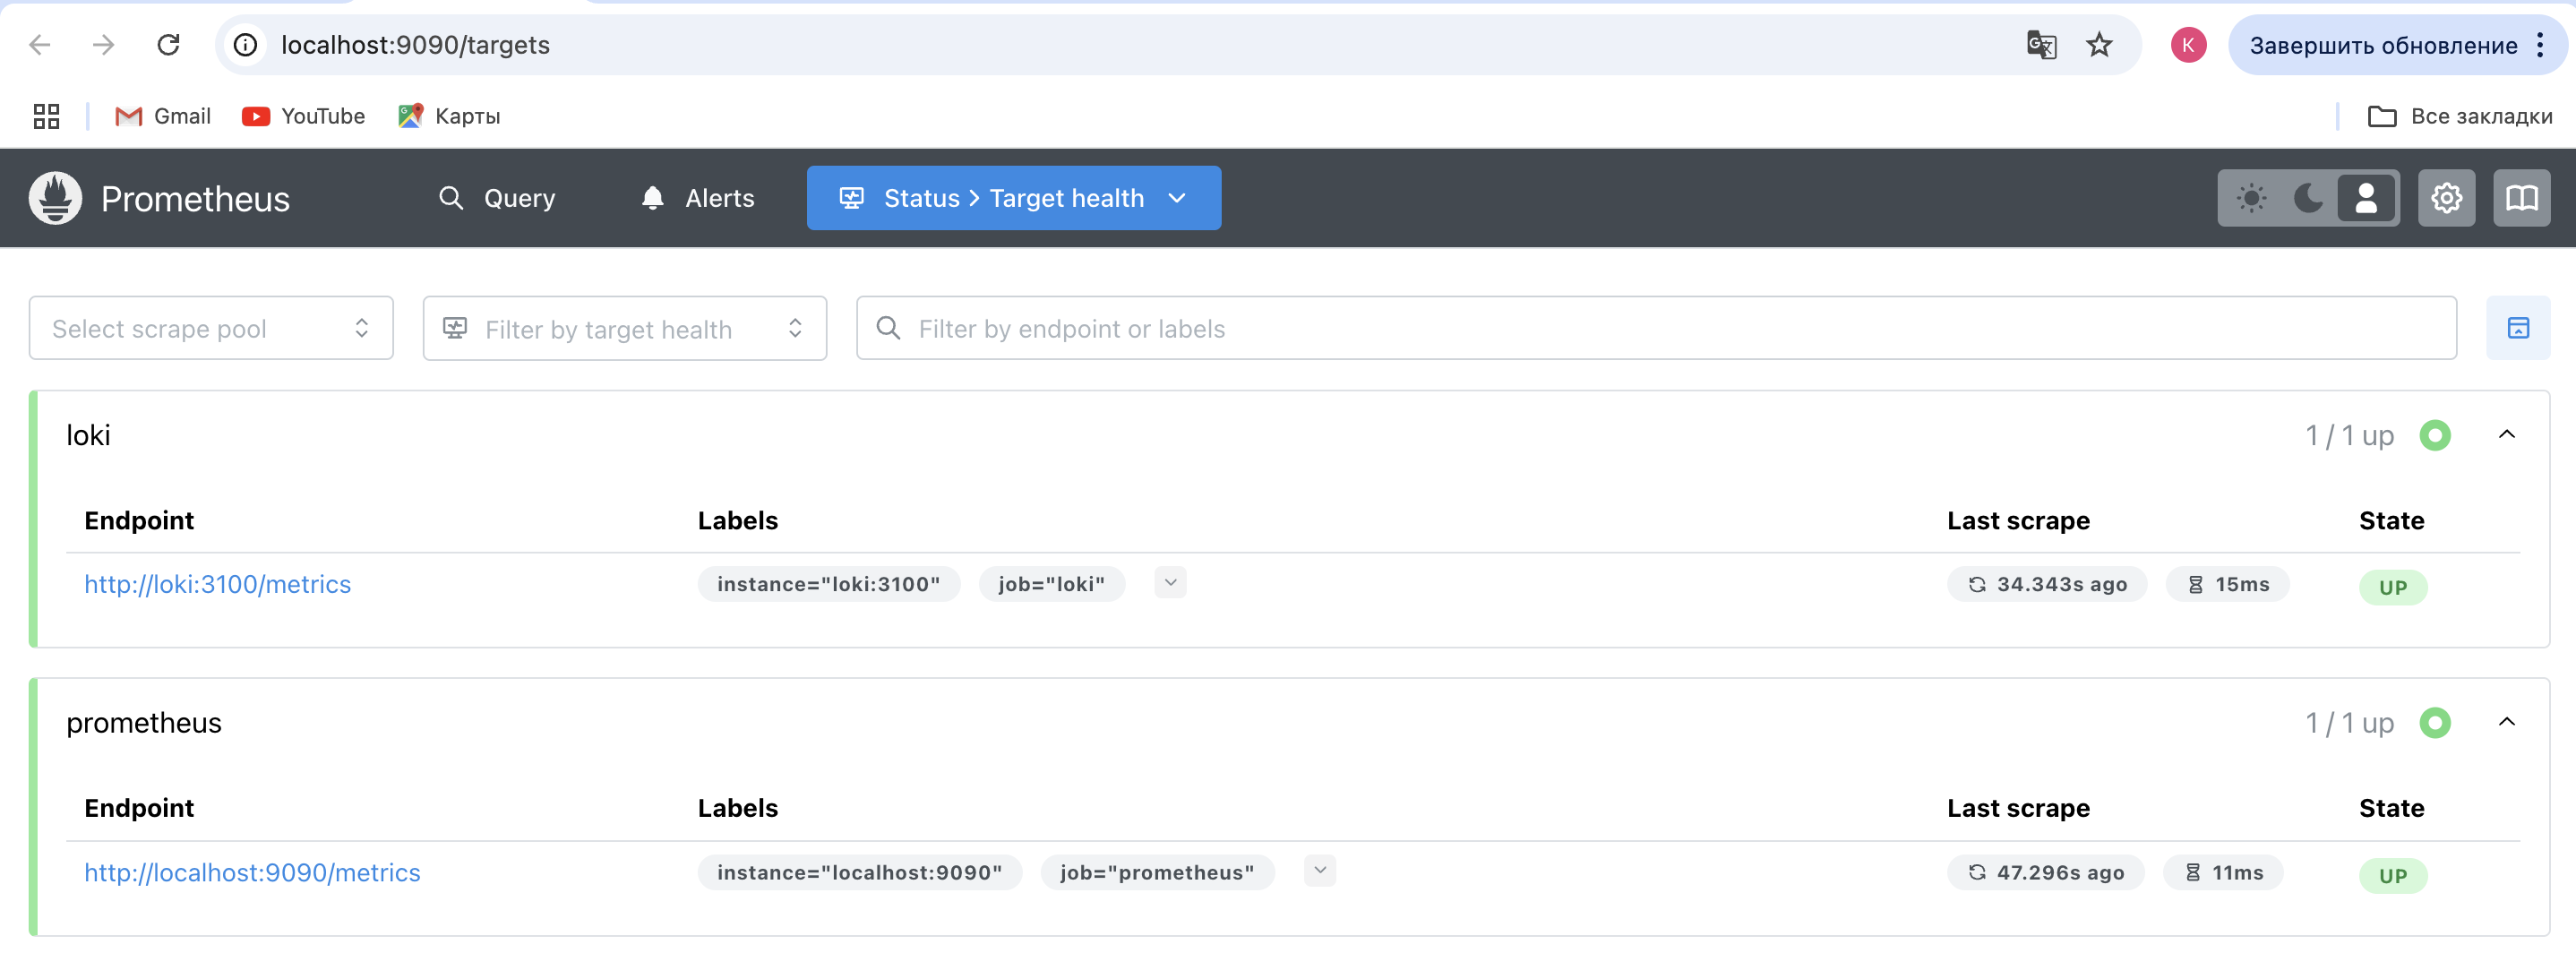 localhost:9090/targets
K
Завершить обновление
Gmail YouTube Карты Все закладки
Prometheus Query Alerts Status > Target health
Select scrape pool Filter by target health Filter by endpoint or labels
loki 1 / 1 up
Endpoint Labels Last scrape State
http://loki:3100/metrics instance="loki:3100" job="loki" 34.343s ago 15ms UP
prometheus 1 / 1 up
Endpoint Labels Last scrape State
http://localhost:9090/metrics instance="localhost:9090" job="prometheus" 47.296s ago 11ms UP